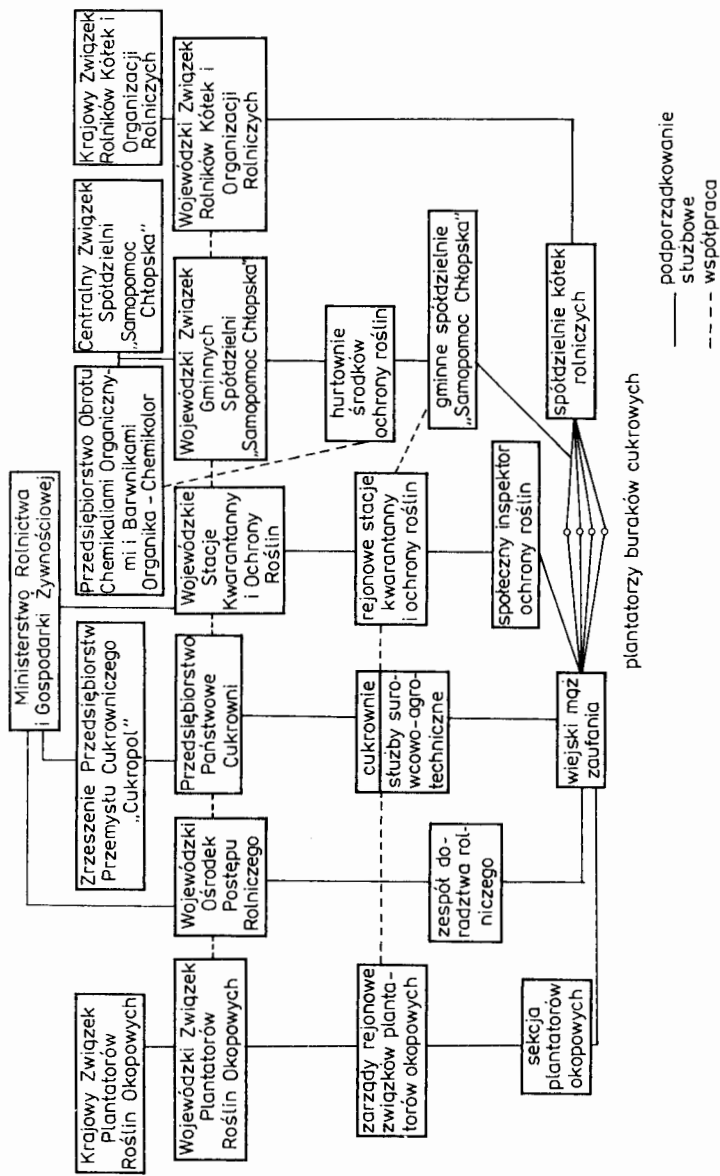 Ministerstwo Rolnictwa
i Gospodarki Żywnościowej
Krajowy Związek
Plantatorów
Roślin Okopowych
Zrzeszenie Przedsiębiorstw
Przemysłu Cukrowniczego
„Cukropol"
Przedsiębiorstwo Obrotu
Chemikaliami Organiczny-
mi i Barwnikami
Organika - Chemikolor
Centralny Związek
Spółdzielni
„Samopomoc
Chłopska"
Krajowy Związek
Rolników Kółek i
Organizacji
Rolniczych
Wojewódzki Związek
Plantatorów
Roślin Okopowych
Wojewódzki
Ośrodek
Postępu
Rolniczego
Przedsiębiorstwo
Państwowe
Cukrowni
Wojewódzkie
Stacje
Kwarantanny
i Ochrony
Roślin
Wojewódzki Związek
Gminnych
Spółdzielni
„Samopomoc Chłopska"
Wojewódzki Związek
Rolników Kółek i
Organizacji
Rolniczych
hurtownie
środków
ochrony roślin
zarządy rejonowe
związków planta-
torów okopowych
cukrownie
służby suro-
wcowo-agro-
techniczne
rejonowe stacje
kwarantanny
i ochrony roślin
gminne spółdzielnie
„Samopomoc Chłopska"
zespół do-
radztwa rol-
niczego
sekcja
plantatorów
okopowych
społeczny inspektor
ochrony roślin
wiejski mąż
zaufania
spółdzielnie kółek
rolniczych
plantatorzy buraków cukrowych
podporządkowanie
służbowe
współpraca